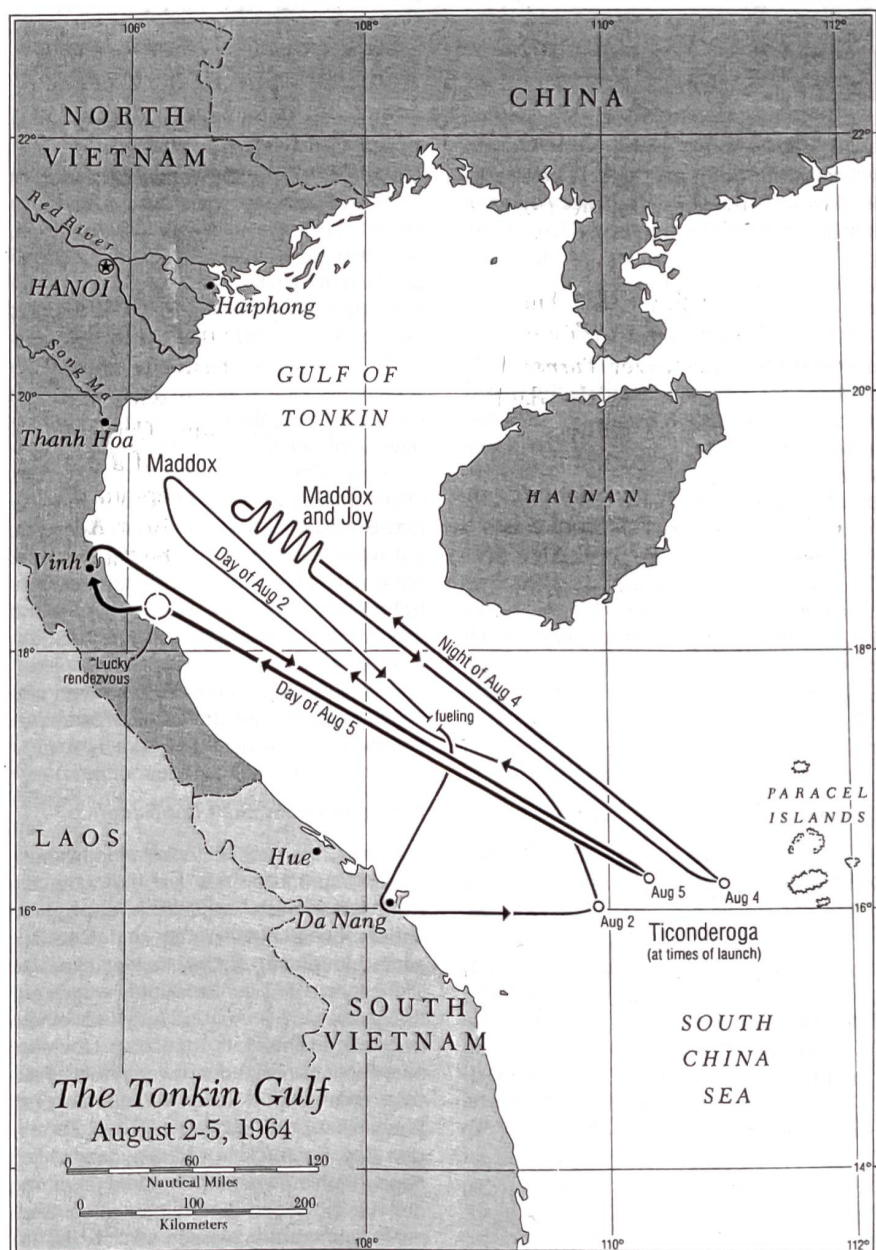 106°
108°
110°
112°
CHINA
NORTH
VIETNAM
22°
22°
Red River
HANOI
Haiphong
Song Ma
GULF OF
TONKIN
20°
20°
Thanh Hoa
Maddox
Maddox
and Joy
HAINAN
Vinh
Day of Aug 2
"Lucky"
rendezvous
18°
18°
Night of Aug 4
Day of Aug 5
fueling
PARACEL
ISLANDS
LAOS
Hue
Aug 5
Aug 4
16°
16°
Da Nang
Aug 2
Ticonderoga
(at times of launch)
SOUTH
VIETNAM
SOUTH
CHINA
SEA
The Tonkin Gulf
August 2-5, 1964
0 60 120
Nautical Miles
0 100 200
Kilometers
14°
14°
108°
110°
12°
112°